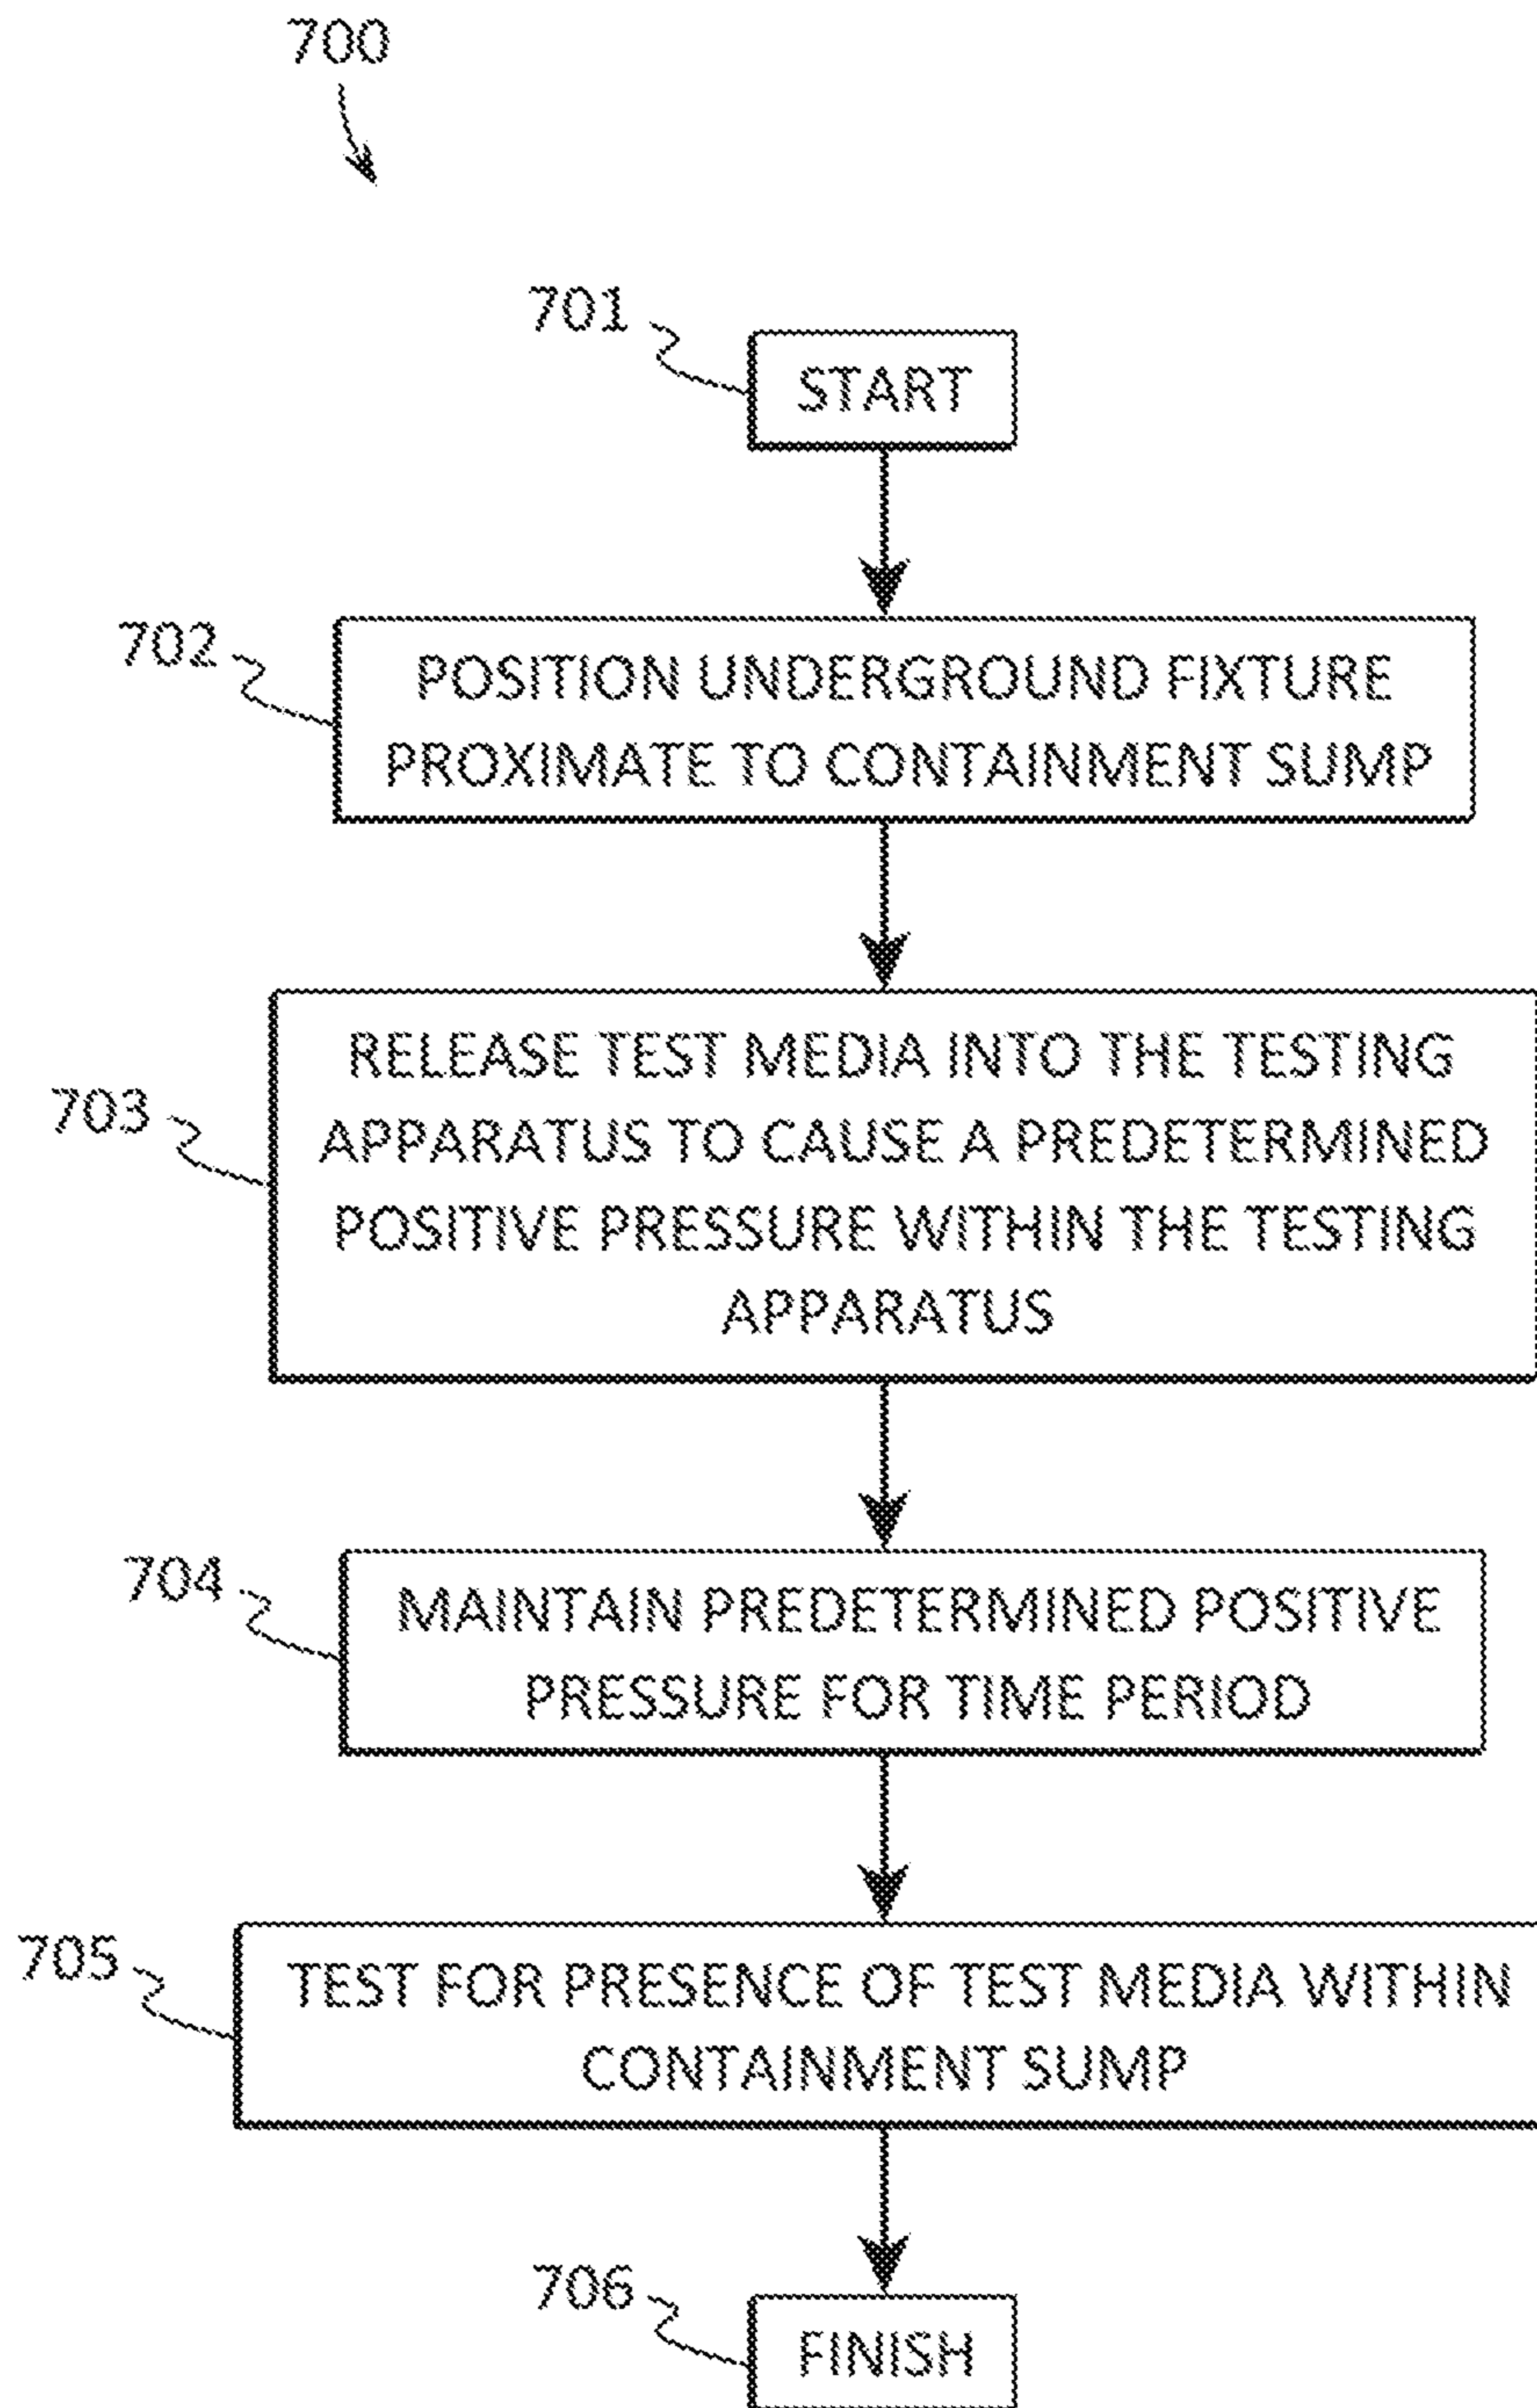 700
701
START
702
POSITION UNDERGROUND FIXTURE
PROXIMATE TO CONTAINMENT SUMP
703
RELEASE TEST MEDIA INTO THE TESTING
APPARATUS TO CAUSE A PREDETERMINED
POSITIVE PRESSURE WITHIN THE TESTING
APPARATUS
704
MAINTAIN PREDETERMINED POSITIVE
PRESSURE FOR TIME PERIOD
705
TEST FOR PRESENCE OF TEST MEDIA WITHIN
CONTAINMENT SUMP
706
FINISH